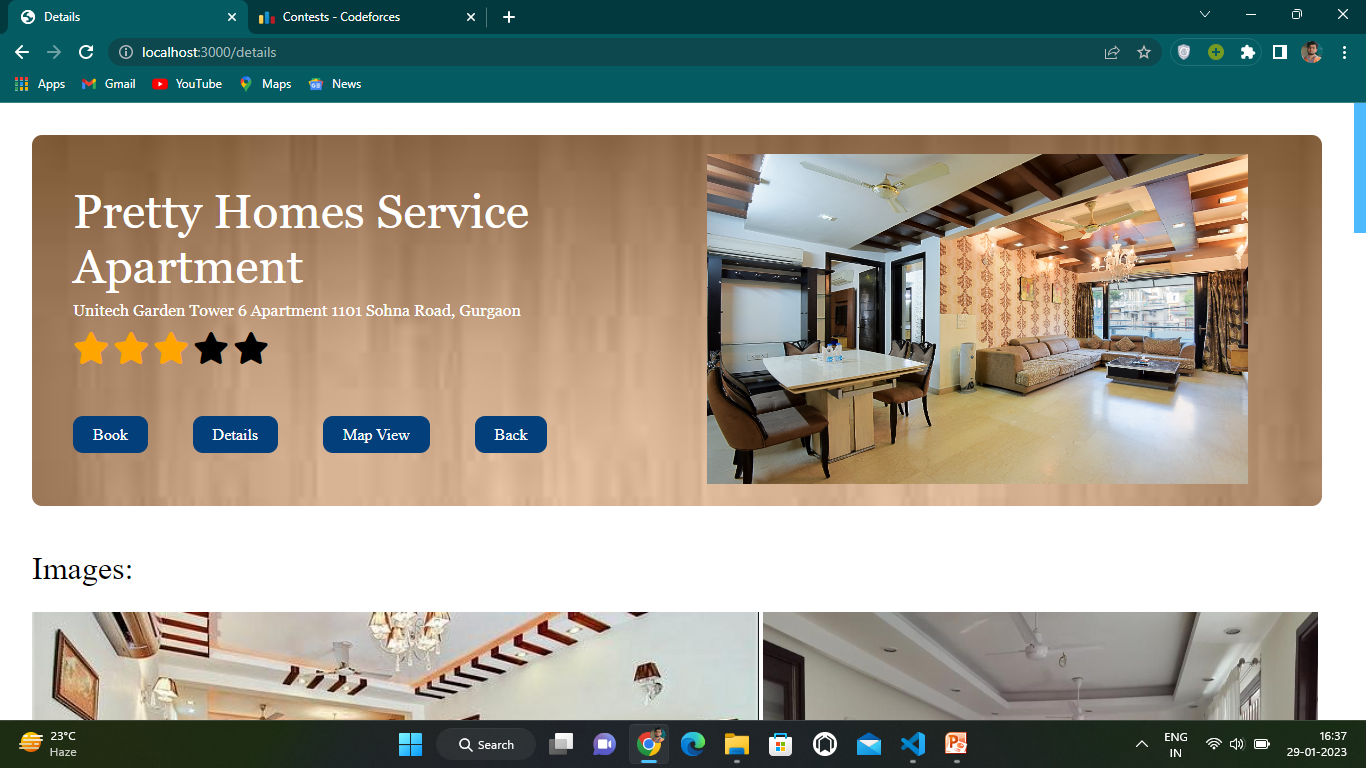 Details
Contests - Codeforces
localhost:3000/details
Apps
Gmail
YouTube
Maps
News
Pretty Homes Service
Apartment
Unitech Garden Tower 6 Apartment 1101 Sohna Road, Gurgaon
Book
Details
Map View
Back
Images:
23°C
Haze
Search
ENG
IN
16:37
29-01-2023